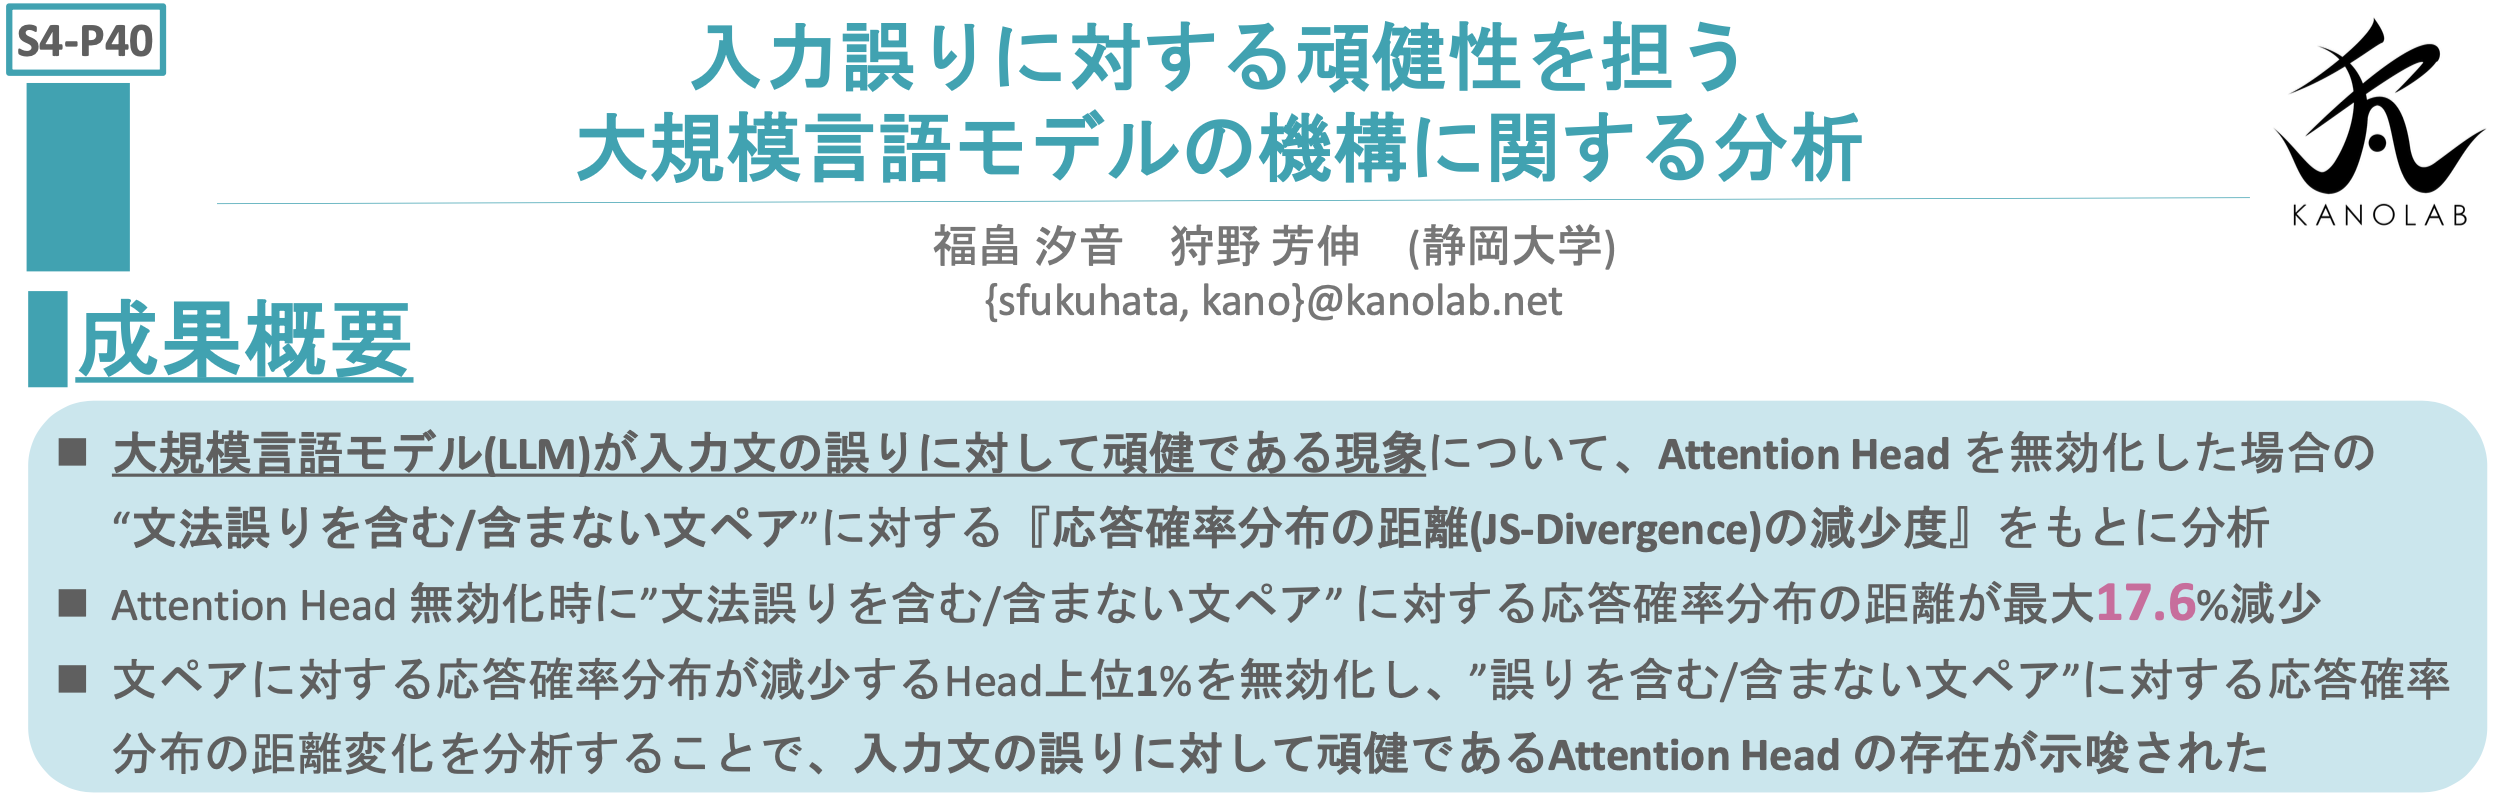 S4-P40
入力誤りに対する頑健性を担う
大規模言語モデルの機構に関する分析
福畠汐音 狩野芳伸 (静岡大学)
{sfukuhata, kano}@kanolab.net
KANOLAB
成果概要
■ 大規模言語モデル(LLM)が入力文の誤りに対して頑健である理由について、Attention Head を無効化した場合の
“文法誤りを含む/含まない文ペア”に対する『隠れ状態/確率分布の距離(JS-Divergence)の減少度』をもとに分析
■ Attention Head無効化時に”文法誤りを含む/含まない文ペア”に対する応答確率分布の距離が最大17.6%減少
■ 文ペアに対する応答確率分布が減少するHead上位1%を無効化し、”誤りを含む/含まない文ペア”に対する応答確率
分布の距離変化を分析することで、入力文の誤りに対して頑健である Attention Head の存在が示唆された